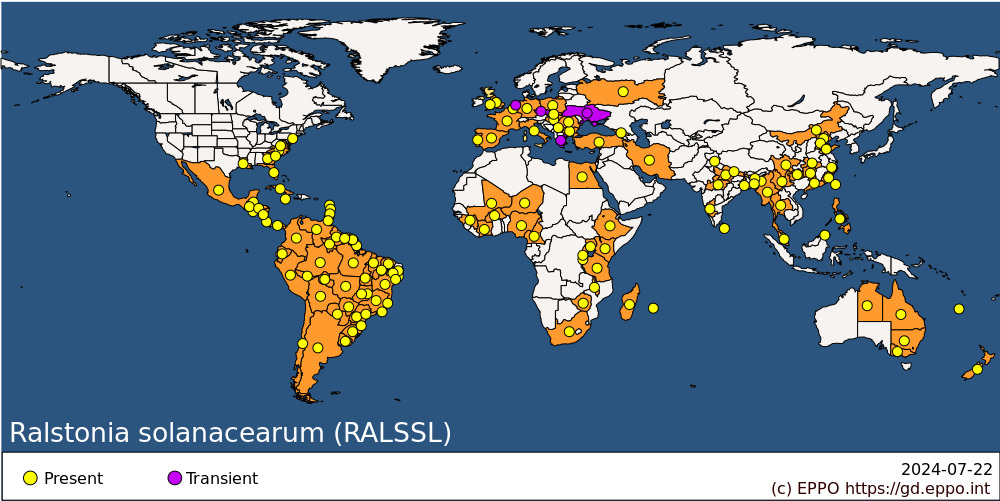 Ralstonia solanacearum (RALSSL)
Present
Transient
2024-07-22
(c) EPPO https://gd.eppo.int